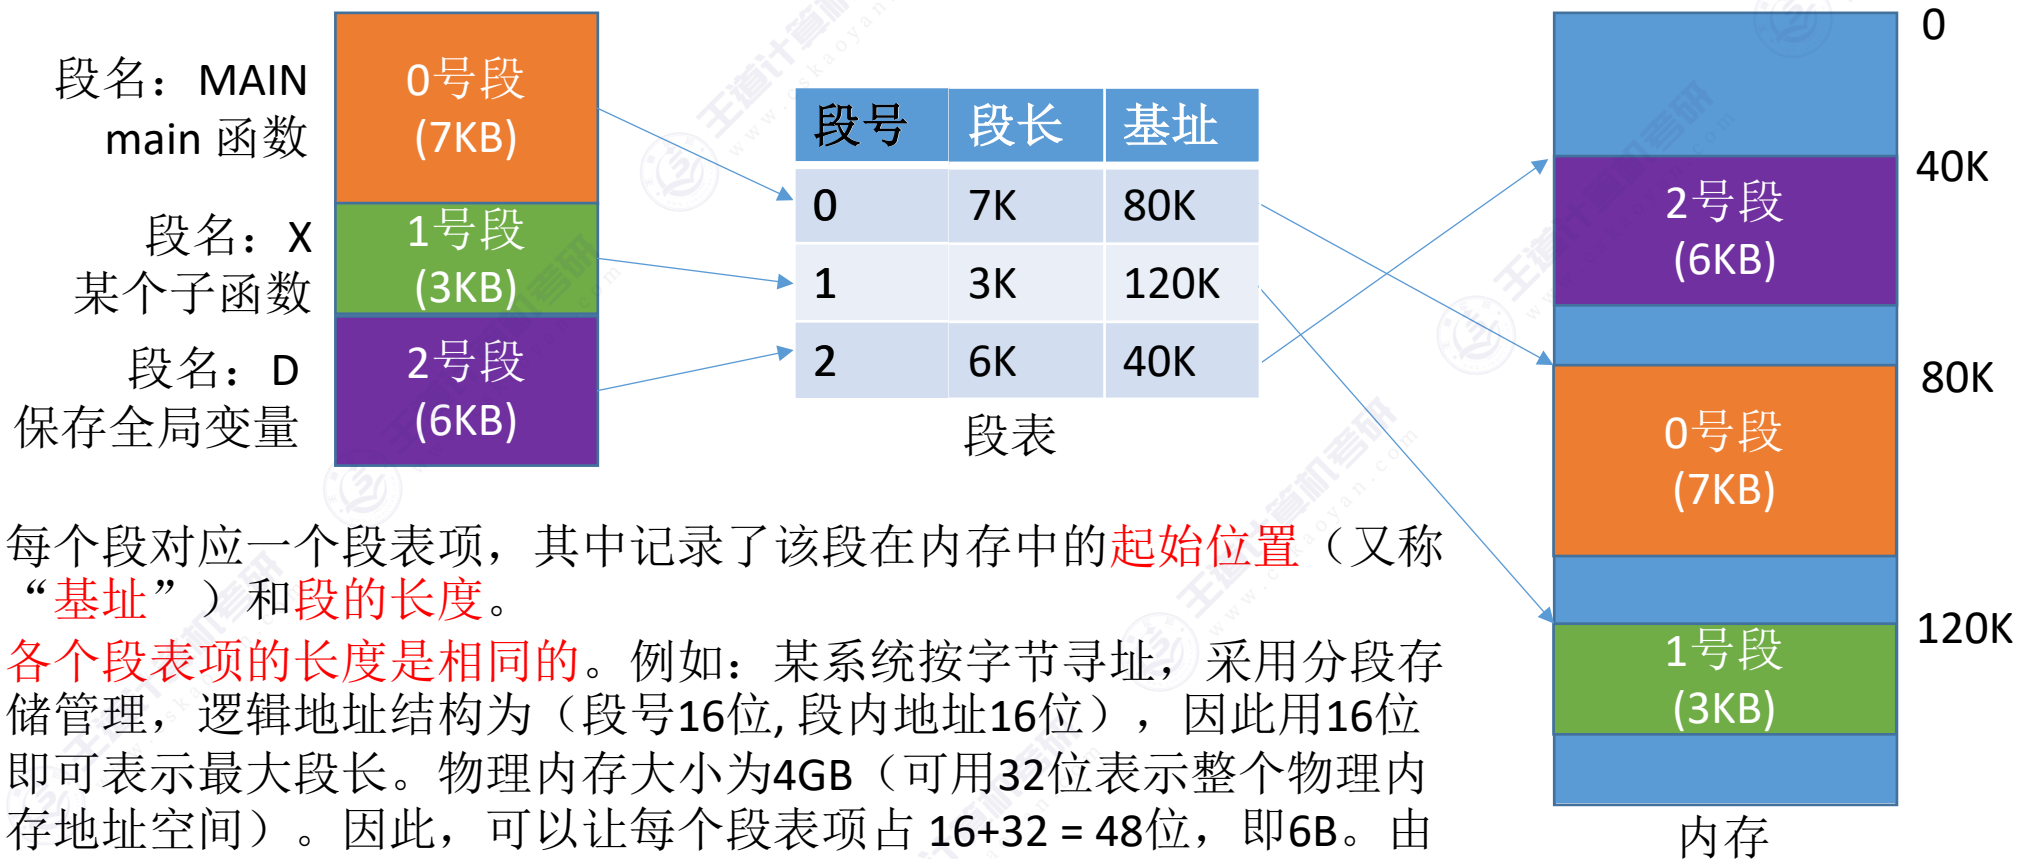 段名：MAIN
main 函数
段名：X
某个子函数
段名：D
保存全局变量
0号段
(7KB)
1号段
(3KB)
2号段
(6KB)
段号 段长 基址
0 7K 80K
1 3K 120K
2 6K 40K
段表
0
40K
80K
120K
2号段
(6KB)
0号段
(7KB)
1号段
(3KB)
内存
每个段对应一个段表项，其中记录了该段在内存中的起始位置（又称
“基址”）和段的长度。
各个段表项的长度是相同的。例如：某系统按字节寻址，采用分段存
储管理，逻辑地址结构为（段号16位, 段内地址16位），因此用16位
即可表示最大段长。物理内存大小为4GB（可用32位表示整个物理内
存地址空间）。因此，可以让每个段表项占 16+32 = 48位，即6B。由
王道计算机考研
www.cskaoyan.com